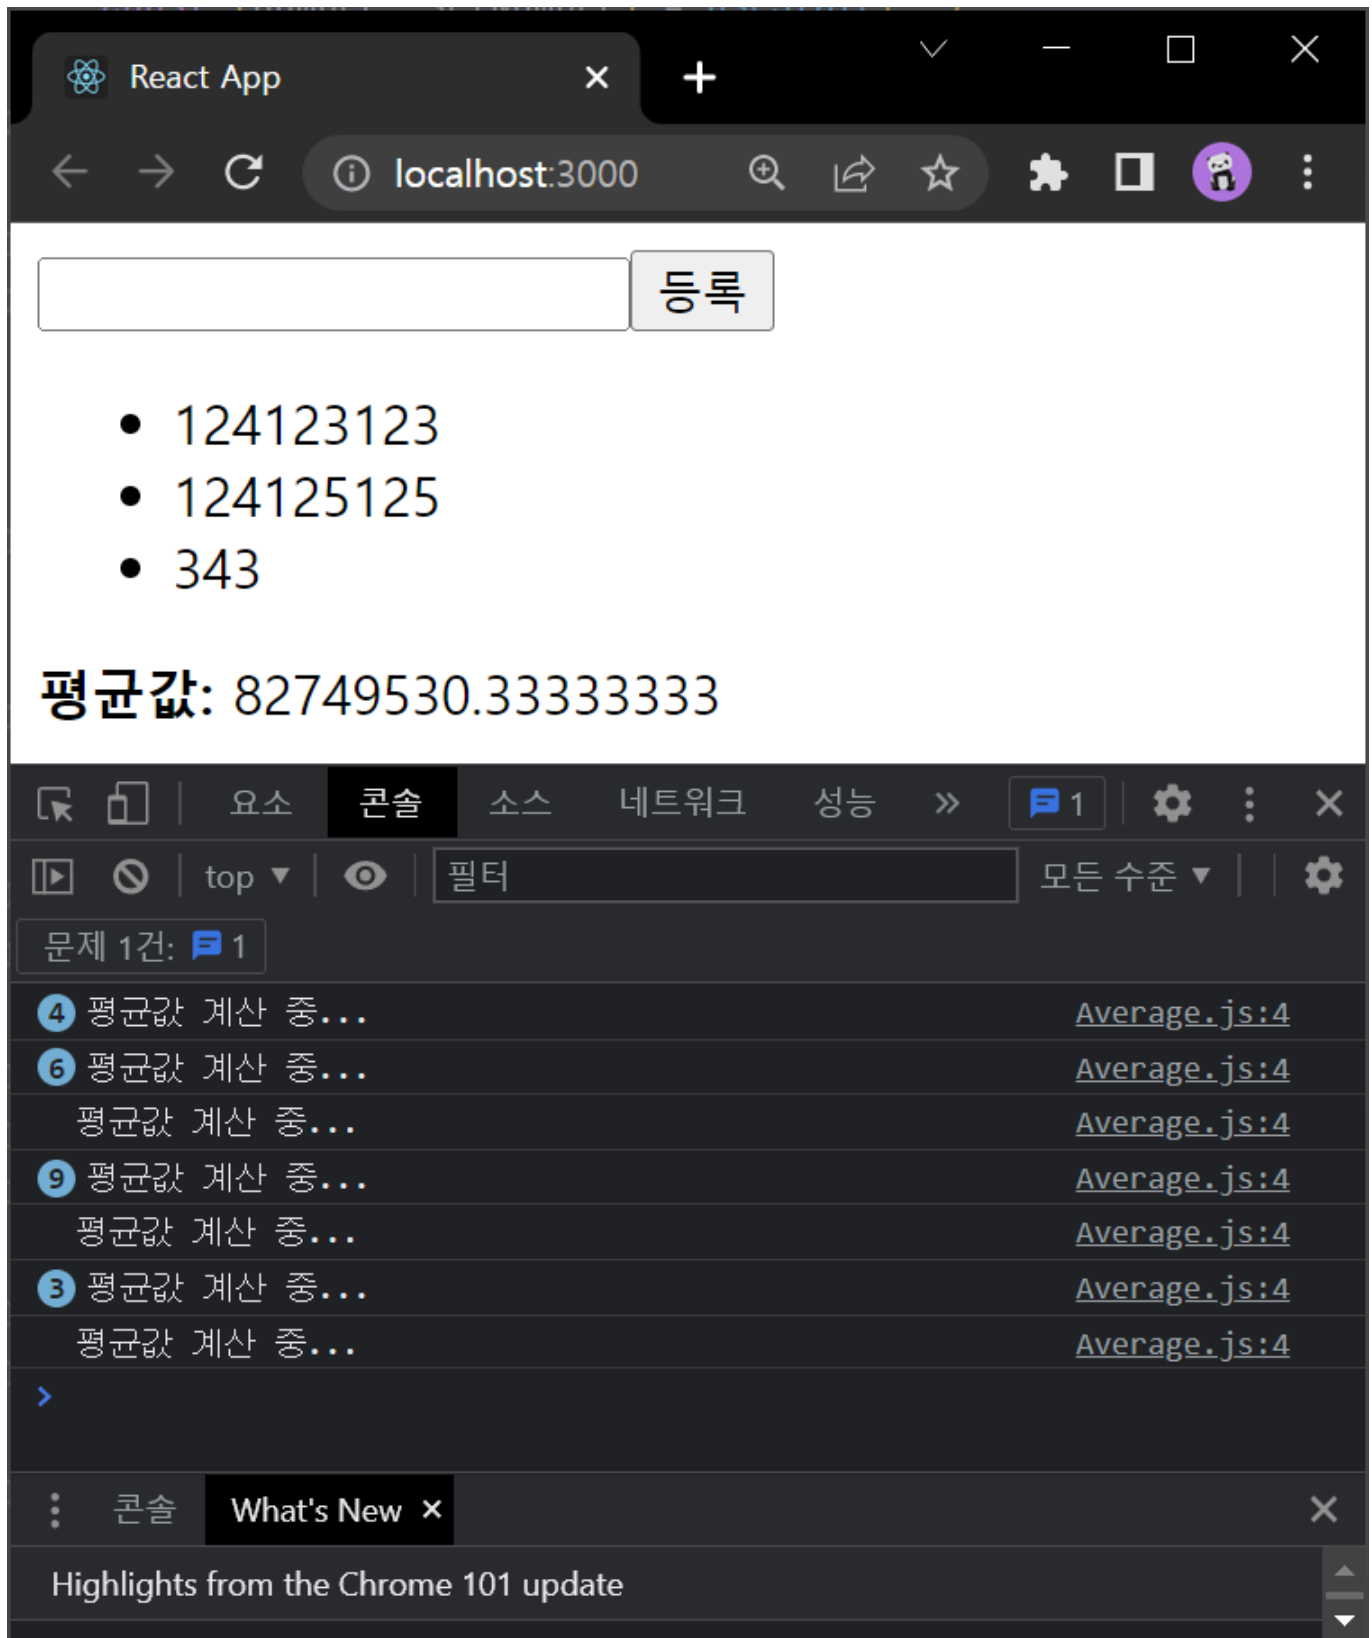 React App
localhost:3000
등록
124123123
124125125
343
평균값: 82749530.33333333
요소 콘솔 소스 네트워크 성능 » 1
top ▼ 필터 모든 수준 ▼
문제 1건: 1
4 평균값 계산 중... Average.js:4
6 평균값 계산 중... Average.js:4
평균값 계산 중... Average.js:4
9 평균값 계산 중... Average.js:4
평균값 계산 중... Average.js:4
3 평균값 계산 중... Average.js:4
평균값 계산 중... Average.js:4
콘솔 What's New
Highlights from the Chrome 101 update